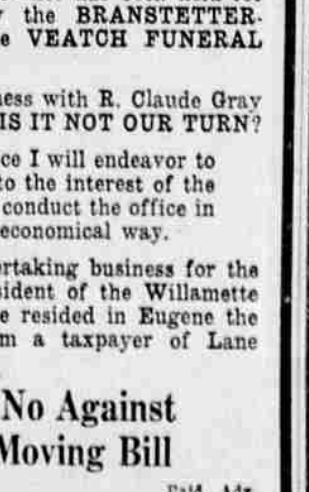 the BRANSTETTER-
e VEATCH FUNERAL
ess with R. Claude Gray
IS IT NOT OUR TURN?
ce I will endeavor to
to the interest of the
conduct the office in
economical way.
rtaking business for the
sident of the Willamette
e resided in Eugene the
m a taxpayer of Lane
No Against
Moving Bill